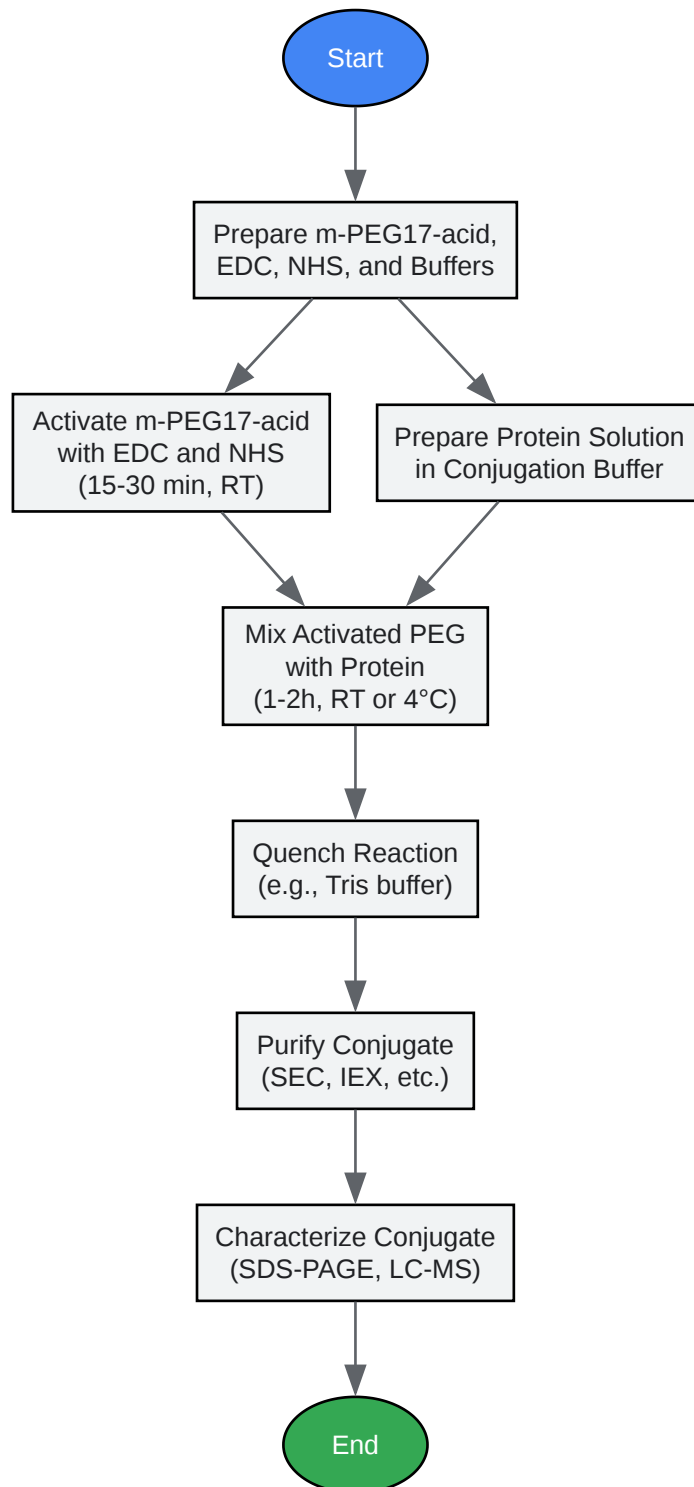 Start
Prepare m-PEG17-acid,
EDC, NHS, and Buffers
Activate m-PEG17-acid
with EDC and NHS
(15-30 min, RT)
Prepare Protein Solution
in Conjugation Buffer
Mix Activated PEG
with Protein
(1-2h, RT or 4°C)
Quench Reaction
(e.g., Tris buffer)
Purify Conjugate
(SEC, IEX, etc.)
Characterize Conjugate
(SDS-PAGE, LC-MS)
End